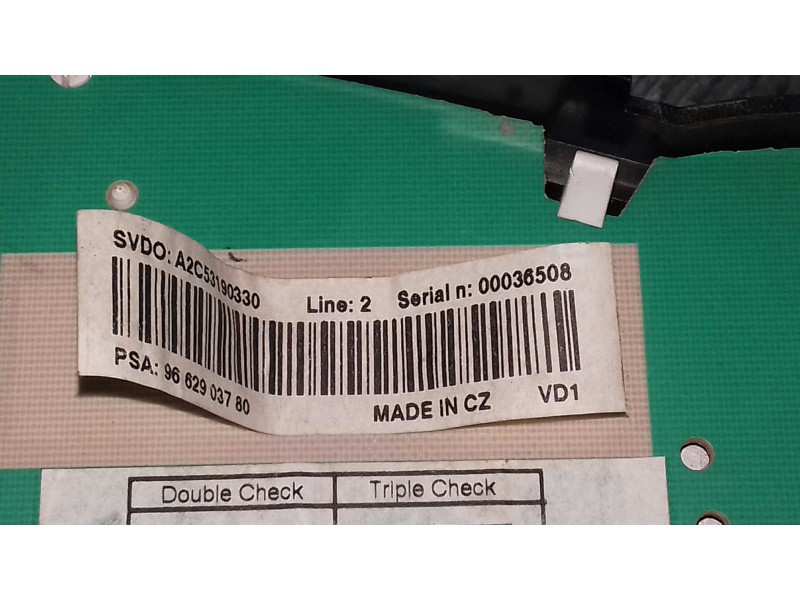 SVDO: A2C53190330 Line: 2 Serial n: 00036508
PSA: 96 629 037 80 MADE IN CZ VD1
Double Check Triple Check